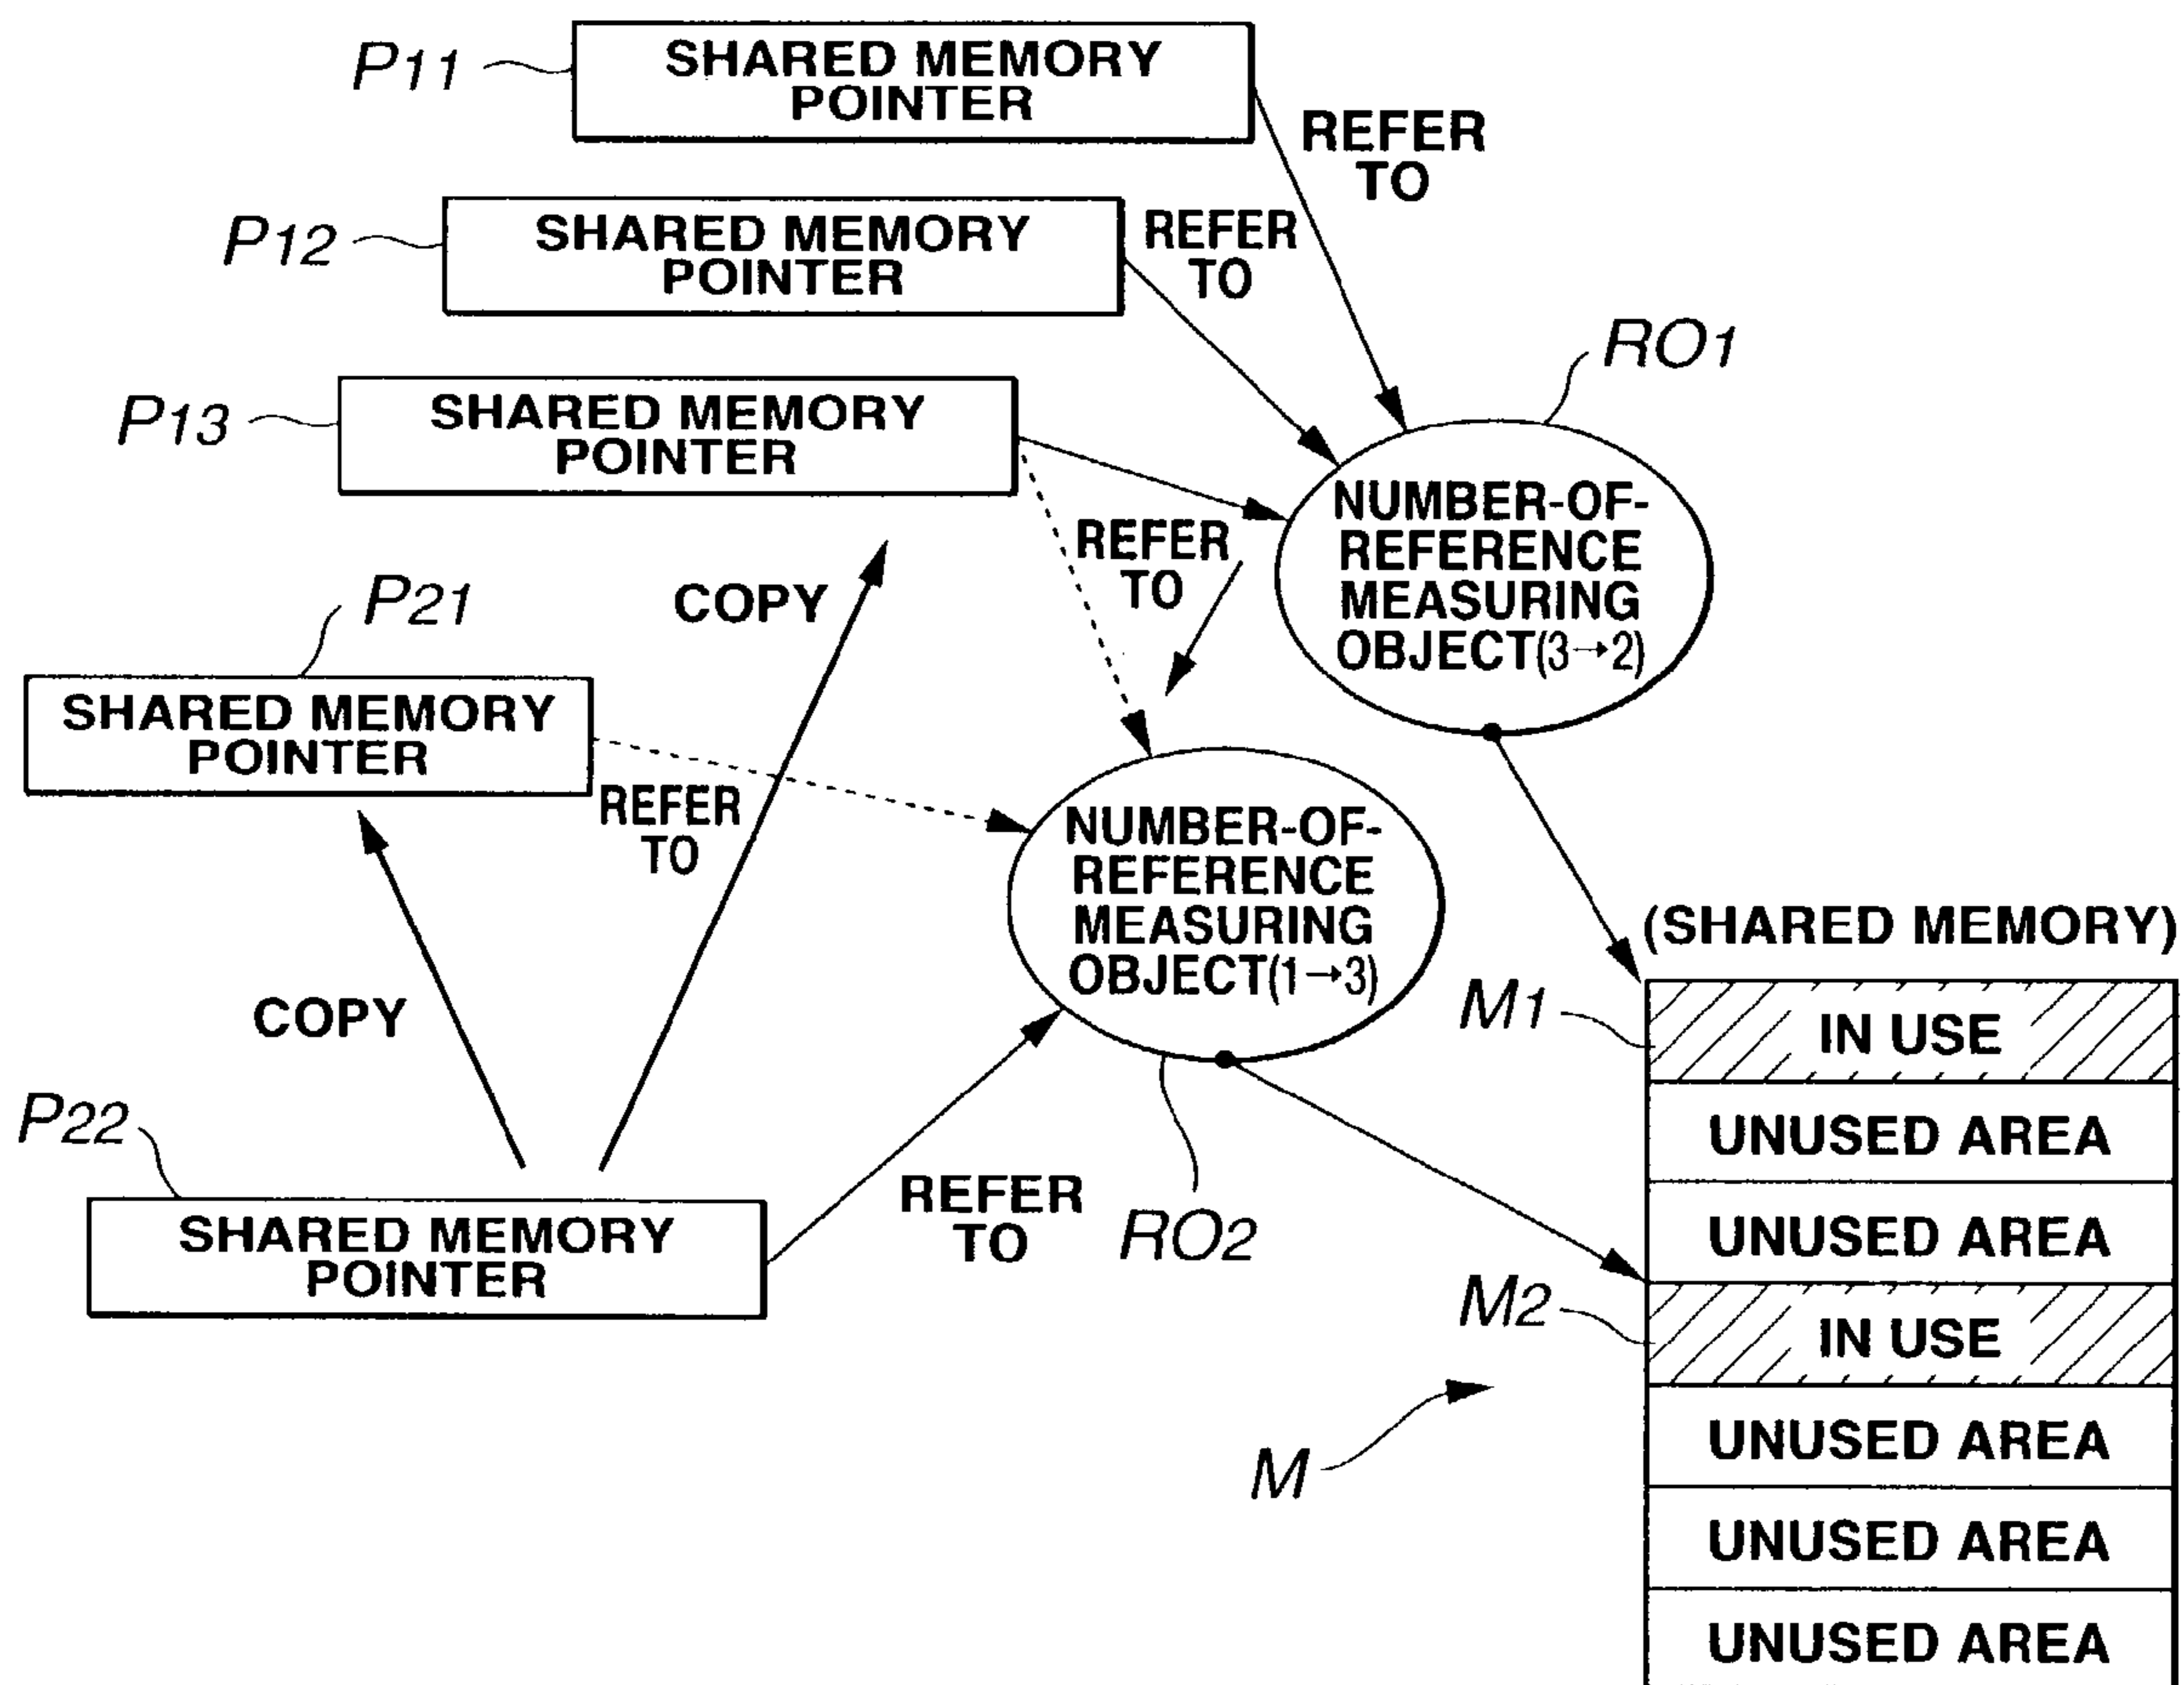 P11
SHARED MEMORY
POINTER
REFER
TO
P12
SHARED MEMORY
POINTER
REFER
TO
RO1
P13
SHARED MEMORY
POINTER
NUMBER-OF-
REFERENCE
MEASURING
OBJECT(3→2)
REFER
TO
COPY
P21
SHARED MEMORY
POINTER
REFER
TO
NUMBER-OF-
REFERENCE
MEASURING
OBJECT(1→3)
(SHARED MEMORY)
COPY
M1
IN USE
P22
UNUSED AREA
SHARED MEMORY
POINTER
REFER
TO
RO2
UNUSED AREA
M2
IN USE
M
UNUSED AREA
UNUSED AREA
UNUSED AREA